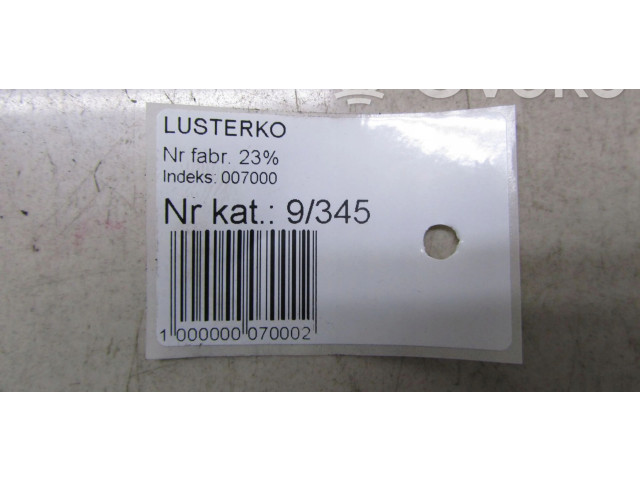 LUSTERKO
Nr fabr. 23%
Indeks: 007000
Nr kat.: 9/345
1 000000 070002